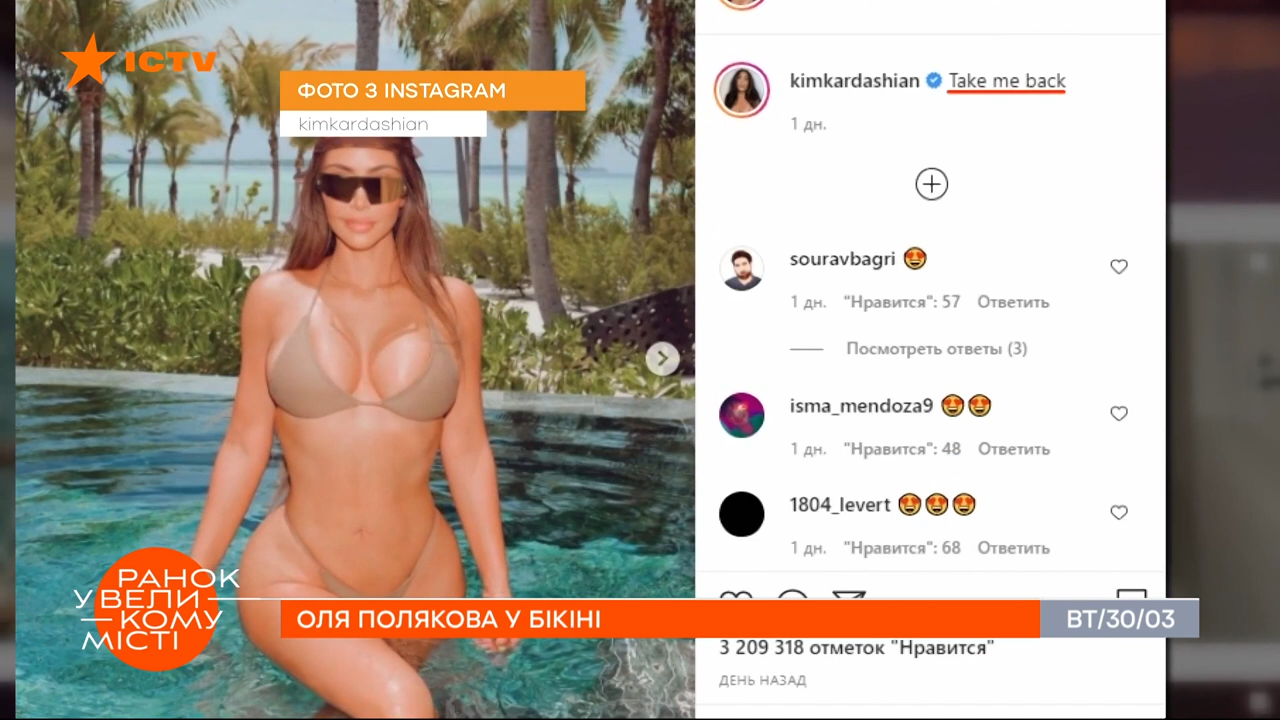 ICTV
ФОТО З INSTAGRAM
kimkardashian
kimkardashian Take me back
1 дн.
souravbagri
1 дн. "Нравится": 57 Ответить
Посмотреть ответы (3)
isma_mendoza9
1 дн. "Нравится": 48 Ответить
1804_levert
1 дн. "Нравится": 68 Ответить
РАНОК
У ВЕЛИ-
КОМУ
МІСТІ
ОЛЯ ПОЛЯКОВА У БІКІНІ
ВТ/30/03
3 209 318 отметок "Нравится"
ДЕНЬ НАЗАД